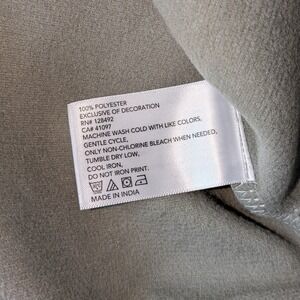 100% POLYESTER
EXCLUSIVE OF DECORATION
RN# 128492
CA# 41097
MACHINE WASH COLD WITH LIKE COLORS,
GENTLE CYCLE,
ONLY NON-CHLORINE BLEACH WHEN NEEDED,
TUMBLE DRY LOW,
COOL IRON,
DO NOT IRON PRINT.
MADE IN INDIA